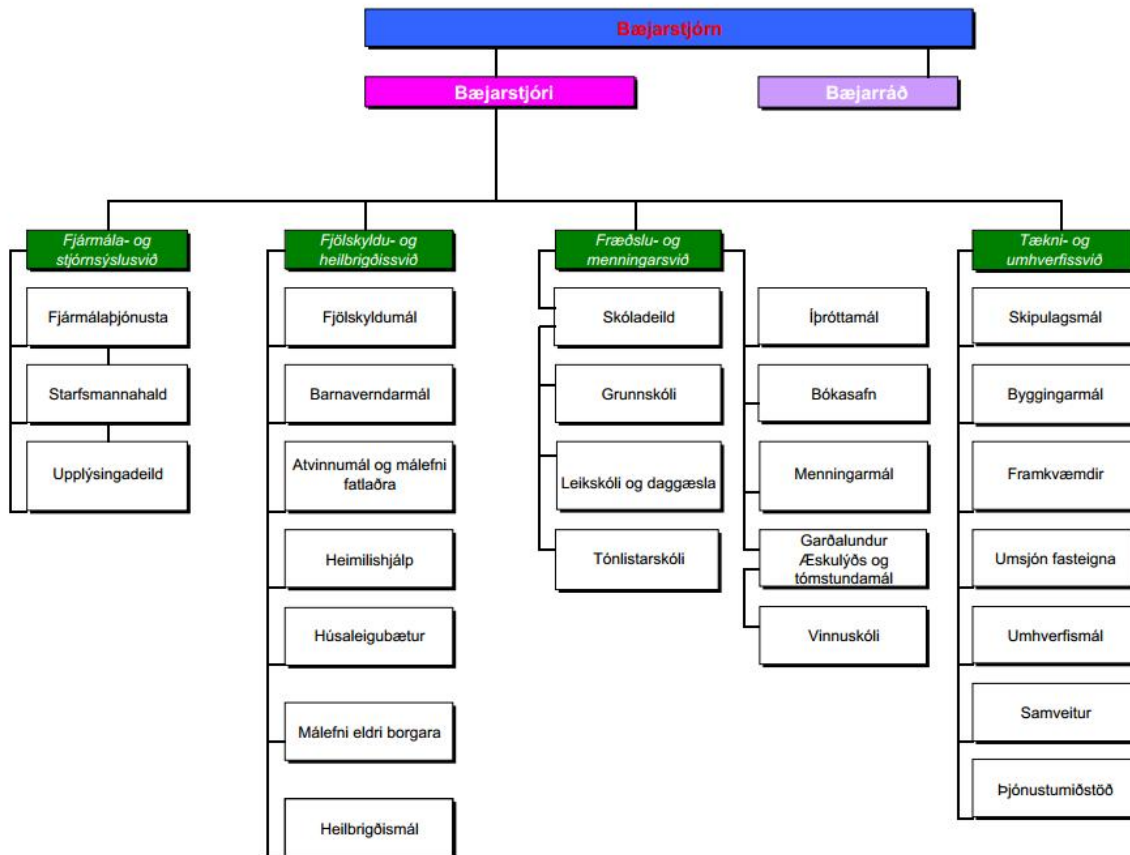 Bæjarstjórn
Bæjarstjóri
Bæjarráð
Fjármála- og
stjórnsýslusvið
Fjármálaþjónusta
Starfsmannahald
Upplýsingadeild
Fjölskyldu- og
heilbrigðissvið
Fjölskyldumál
Barnaverndarmál
Atvinnumál og málefni
fatlaðra
Heimilishjálp
Húsaleigubætur
Málefni eldri borgara
Heilbrigðismál
Fræðslu- og
menningarsvið
Skóladeild
Grunnskóli
Leikskóli og daggæsla
Tónlistarskóli
Íþróttamál
Bókasafn
Menningarmál
Garðalundur
Æskulýðs og
tómstundamál
Vinnuskóli
Tækni- og
umhverfissvið
Skipulagsmál
Byggingarmál
Framkvæmdir
Umsjón fasteigna
Umhverfismál
Samveitur
Þjónustumiðstöð